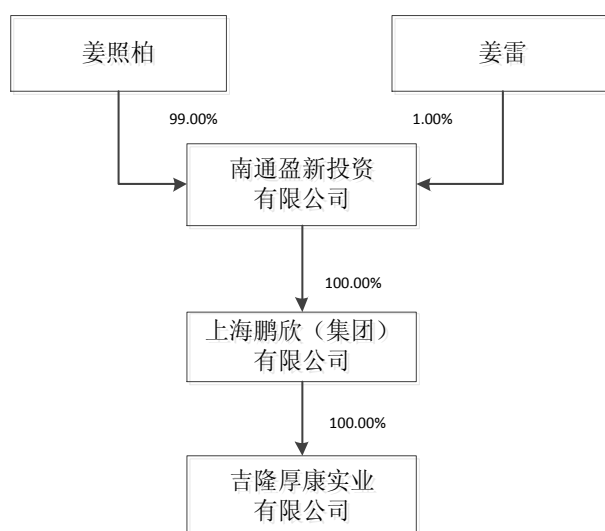 姜照柏
姜雷
99.00%
1.00%
南通盈新投资
有限公司
100.00%
上海鹏欣（集团）
有限公司
100.00%
吉隆厚康实业
有限公司